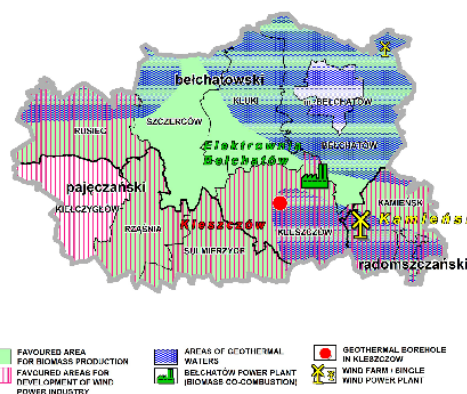 bełchatowski
KLUKI
m. BEŁCHATÓW
SZCZERCÓW
RUSIEC
Elektrownia
Bełchatów
BEŁCHATÓW
pajęczański
KIEŁCZYGŁÓW
KAMIEŃSK
Kleszczów
Kamieńsk
RZĄŚNIA
KLESZCZÓW
SULMIERZYCE
radomszczański
FAVOURED AREA
FOR BIOMASS PRODUCTION
FAVOURED AREAS FOR
DEVELOPMENT OF WIND
POWER INDUSTRY
AREAS OF GEOTHERMAL
WATERS
BEŁCHATÓW POWER PLANT
(BIOMASS CO-COMBUSTION)
GEOTHERMAL BOREHOLE
IN KLESZCZOW
WIND FARM / SINGLE
WIND POWER PLANT